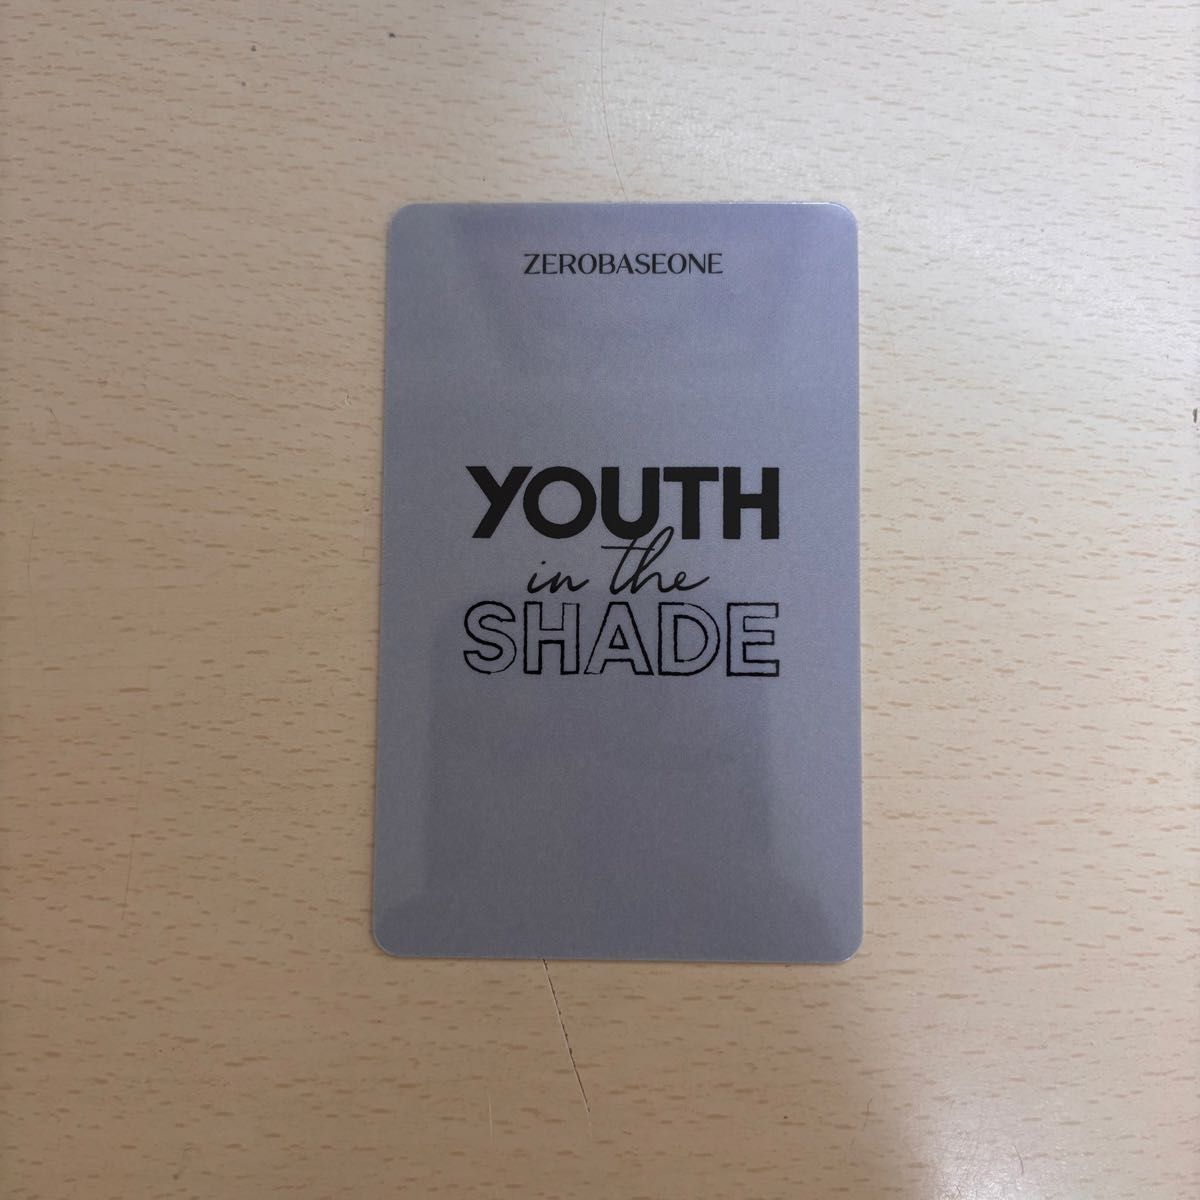 ZEROBASEONE
YOUTH
in the
SHADE